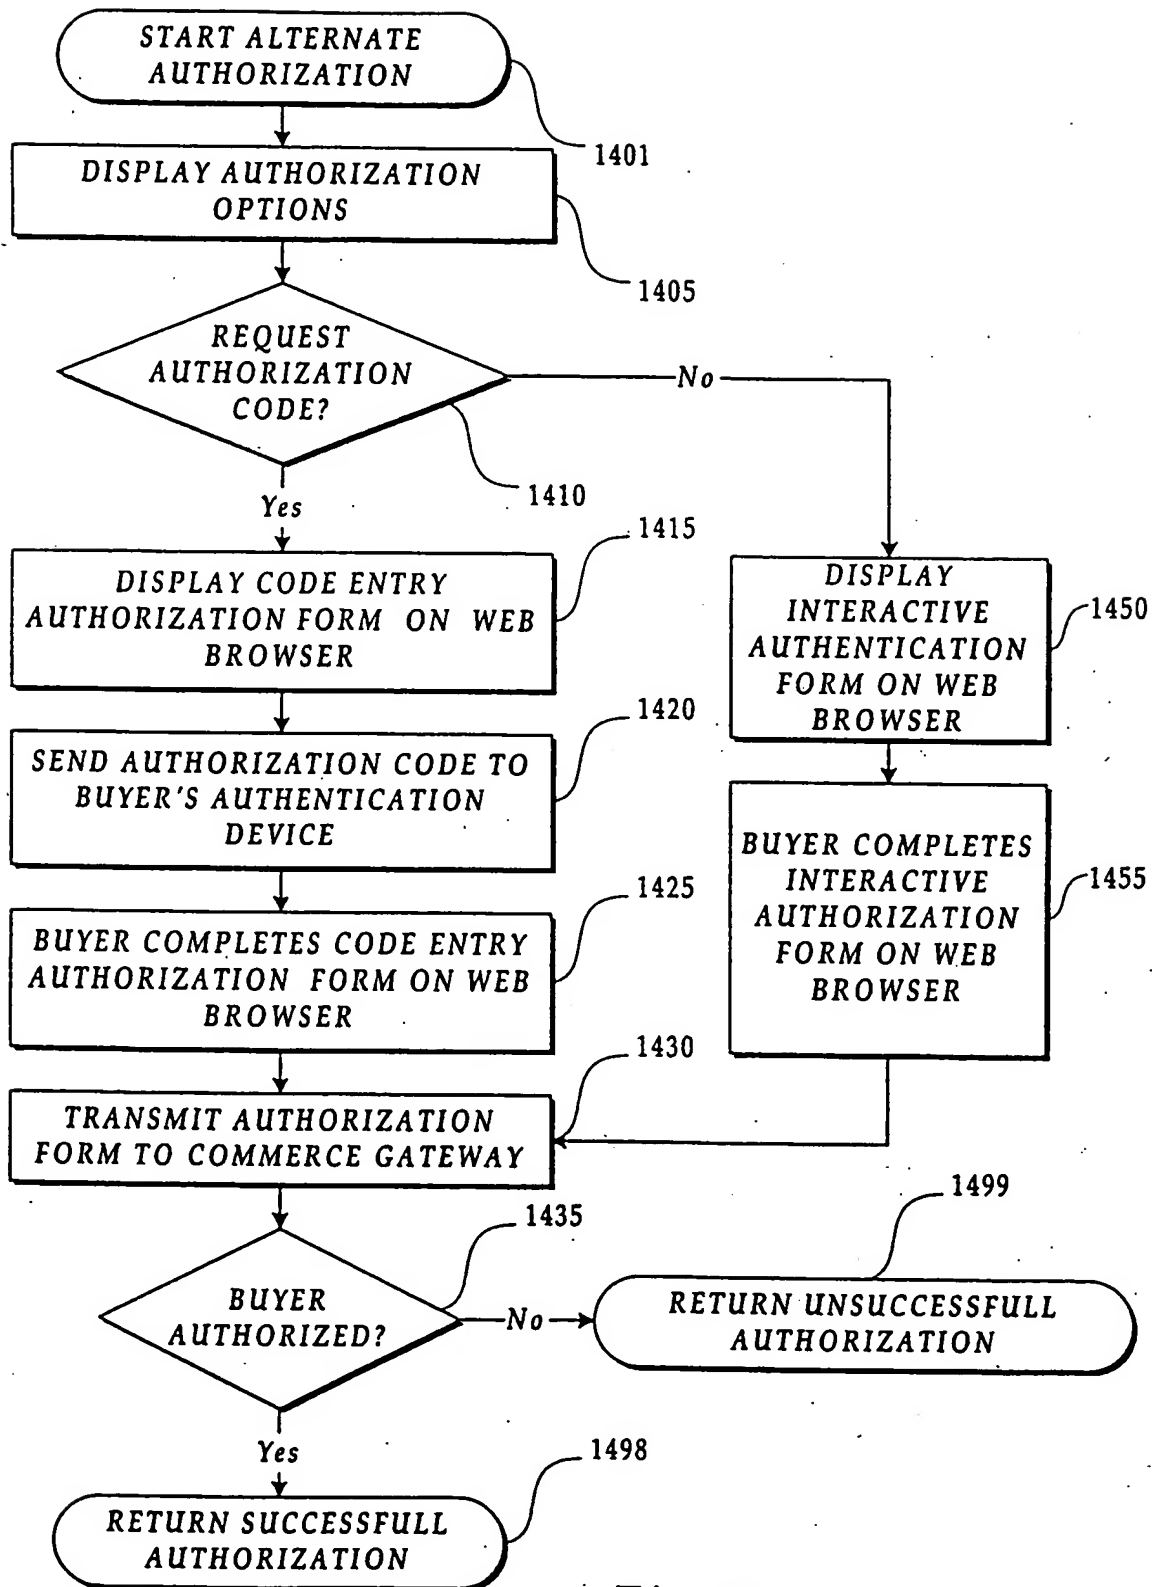 START ALTERNATE
AUTHORIZATION
1401
DISPLAY AUTHORIZATION
OPTIONS
1405
REQUEST
AUTHORIZATION
CODE?
No
1410
Yes
1415
DISPLAY CODE ENTRY
AUTHORIZATION FORM ON WEB
BROWSER
DISPLAY
INTERACTIVE
AUTHENTICATION
FORM ON WEB
BROWSER
1450
1420
SEND AUTHORIZATION CODE TO
BUYER'S AUTHENTICATION
DEVICE
BUYER COMPLETES
INTERACTIVE
AUTHORIZATION
FORM ON WEB
BROWSER
1455
1425
BUYER COMPLETES CODE ENTRY
AUTHORIZATION FORM ON WEB
BROWSER
1430
TRANSMIT AUTHORIZATION
FORM TO COMMERCE GATEWAY
1435
BUYER
AUTHORIZED?
No
1499
RETURN UNSUCCESSFULL
AUTHORIZATION
Yes
1498
RETURN SUCCESSFULL
AUTHORIZATION